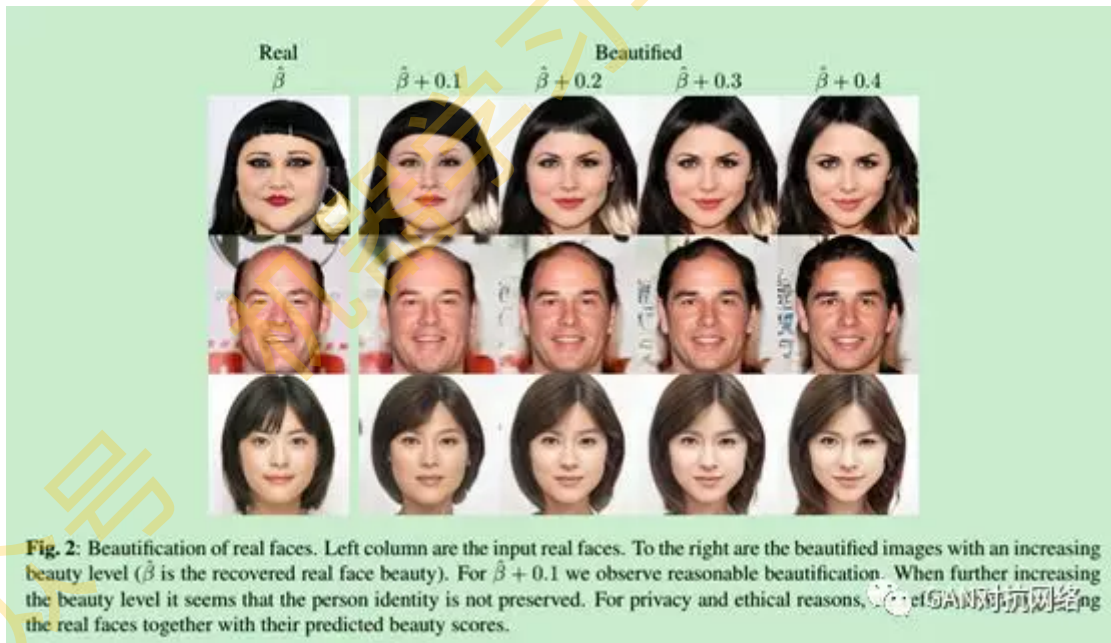 Real Beautified
β̂ β̂ + 0.1 β̂ + 0.2 β̂ + 0.3 β̂ + 0.4
Fig. 2: Beautification of real faces. Left column are the input real faces. To the right are the beautified images with an increasing
beauty level (β̂ is the recovered real face beauty). For β̂ + 0.1 we observe reasonable beautification. When further increasing
the beauty level it seems that the person identity is not preserved. For privacy and ethical reasons,
GAN对抗网络
the real faces together with their predicted beauty scores.